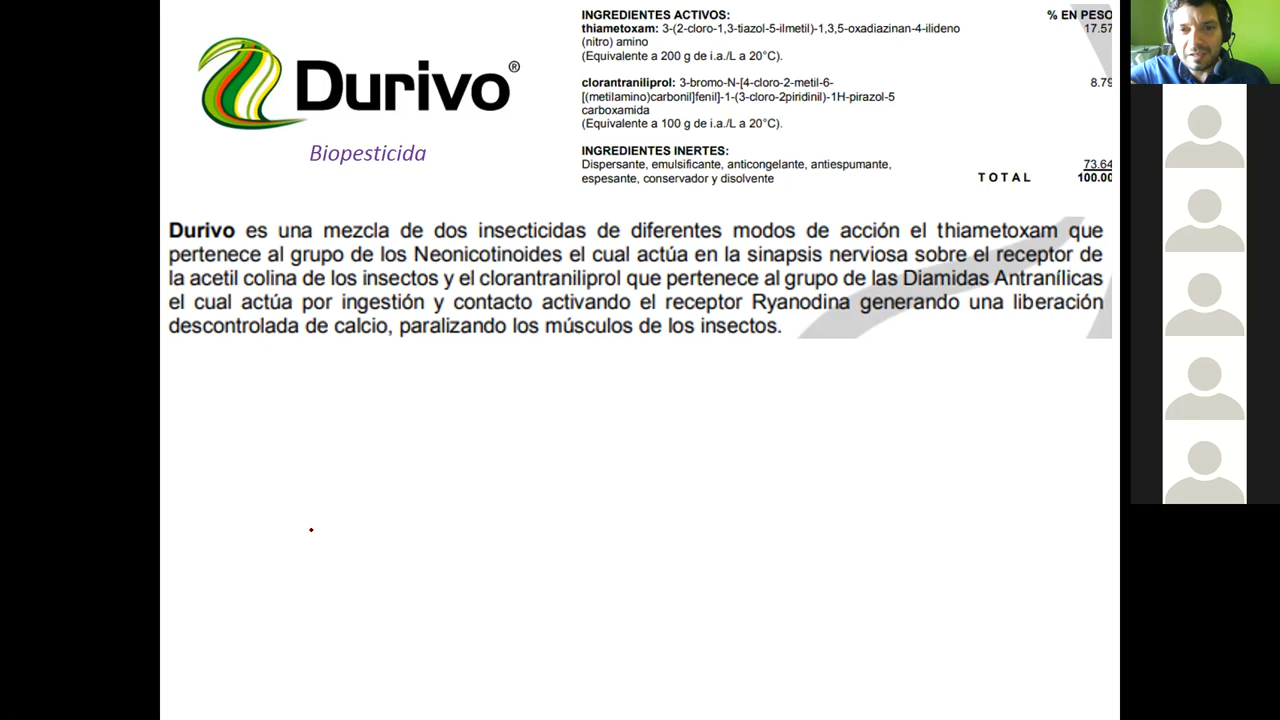 Durivo®
Biopesticida
INGREDIENTES ACTIVOS: % EN PESO
thiametoxam: 3-(2-cloro-1,3-tiazol-5-ilmetil)-1,3,5-oxadiazinan-4-ilideno 17.57
(nitro) amino
(Equivalente a 200 g de i.a./L a 20°C).
clorantraniliprol: 3-bromo-N-[4-cloro-2-metil-6- 8.79
[(metilamino)carbonil]fenil]-1-(3-cloro-2piridinil)-1H-pirazol-5
carboxamida
(Equivalente a 100 g de i.a./L a 20°C).
INGREDIENTES INERTES:
Dispersante, emulsificante, anticongelante, antiespumante, 73.64
espesante, conservador y disolvente T O T A L 100.00
Durivo es una mezcla de dos insecticidas de diferentes modos de acción el thiametoxam que
pertenece al grupo de los Neonicotinoides el cual actúa en la sinapsis nerviosa sobre el receptor de
la acetil colina de los insectos y el clorantraniliprol que pertenece al grupo de las Diamidas Antranílicas
el cual actúa por ingestión y contacto activando el receptor Ryanodina generando una liberación
descontrolada de calcio, paralizando los músculos de los insectos.